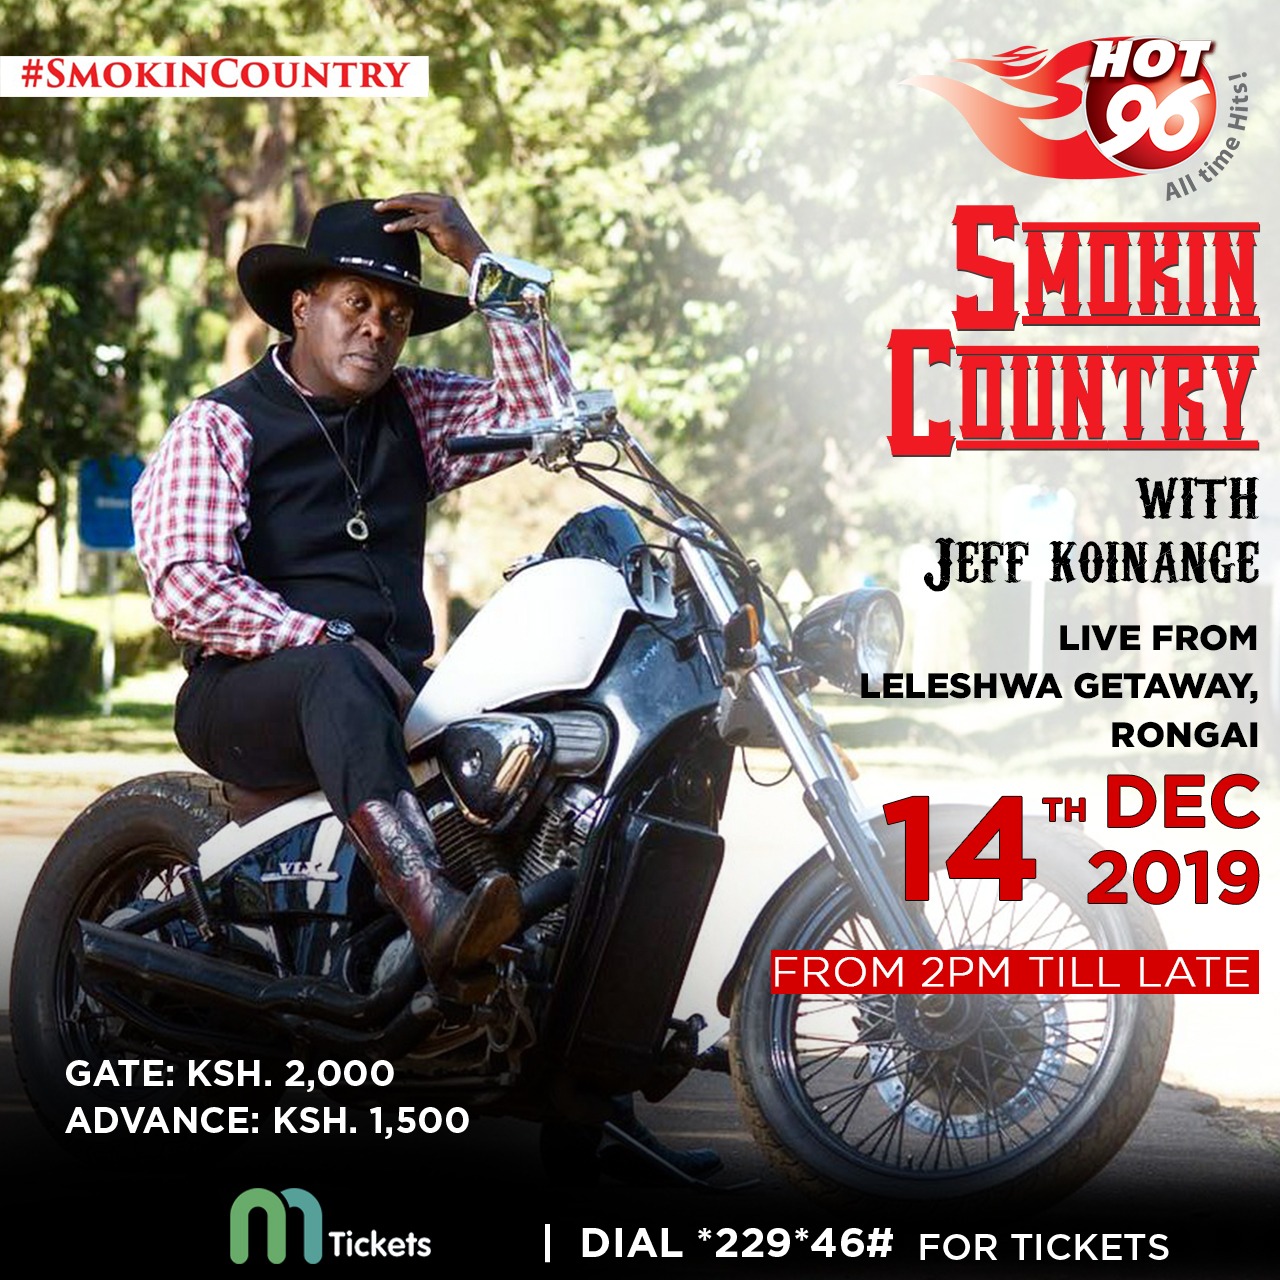 #SMOKINCOUNTRY
HOT
96
All time Hits!
SMOKIN
COUNTRY
WITH
JEFF KOINANGE
LIVE FROM
LELESHWA GETAWAY,
RONGAI
14TH DEC
2019
FROM 2PM TILL LATE
VLX
GATE: KSH. 2,000
ADVANCE: KSH. 1,500
m Tickets | DIAL *229*46# FOR TICKETS